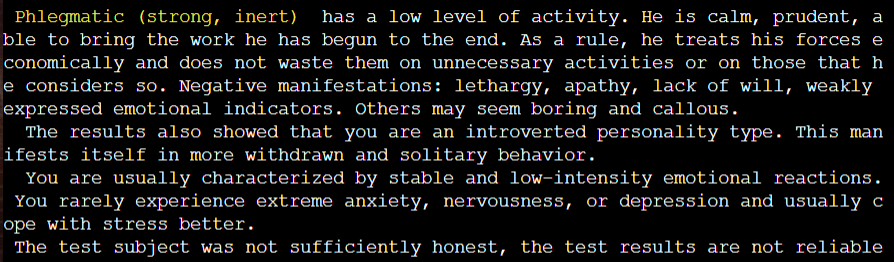 Phlegmatic (strong, inert)  has a low level of activity. He is calm, prudent, a
ble to bring the work he has begun to the end. As a rule, he treats his forces e
conomically and does not waste them on unnecessary activities or on those that h
e considers so. Negative manifestations: lethargy, apathy, lack of will, weakly
expressed emotional indicators. Others may seem boring and callous.
The results also showed that you are an introverted personality type. This man
ifests itself in more withdrawn and solitary behavior.
You are usually characterized by stable and low-intensity emotional reactions.
You rarely experience extreme anxiety, nervousness, or depression and usually c
ope with stress better.
The test subject was not sufficiently honest, the test results are not reliable